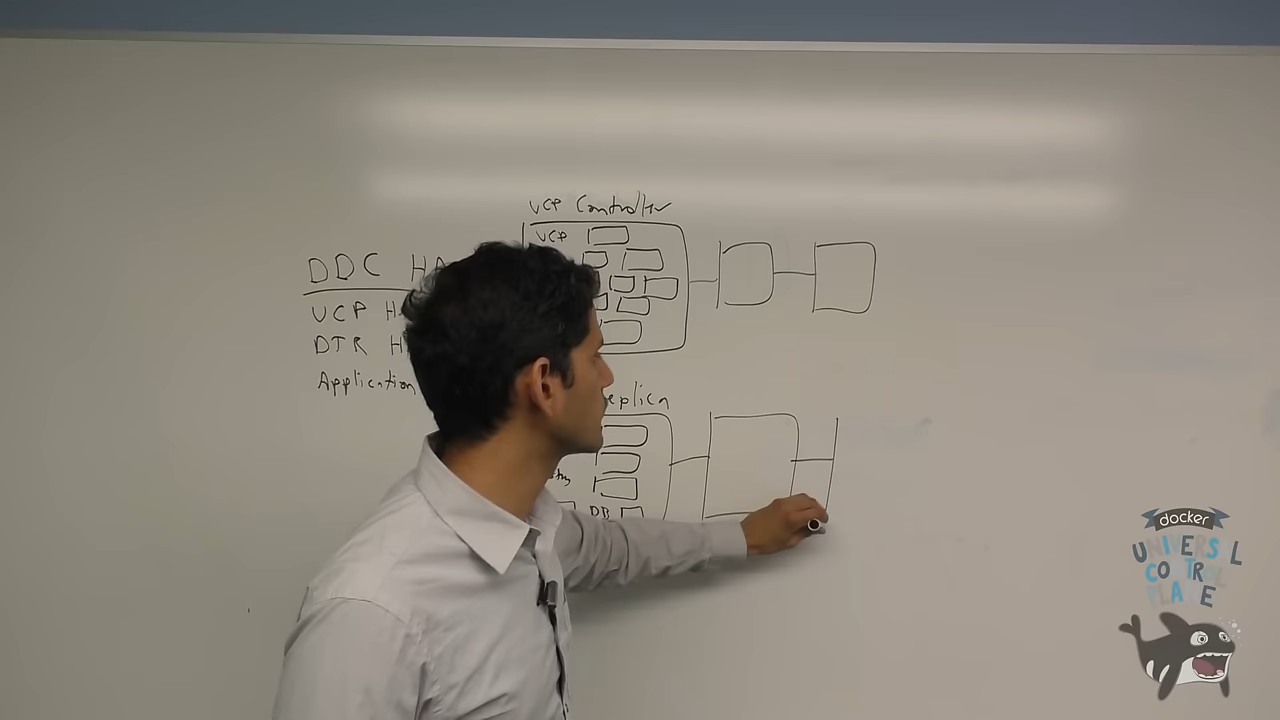 UCP Controller
UCP
DDC HA
UCP H
DTR H
Application
eplica
DB
docker
UNIVERSAL
CONTROL
PLANE